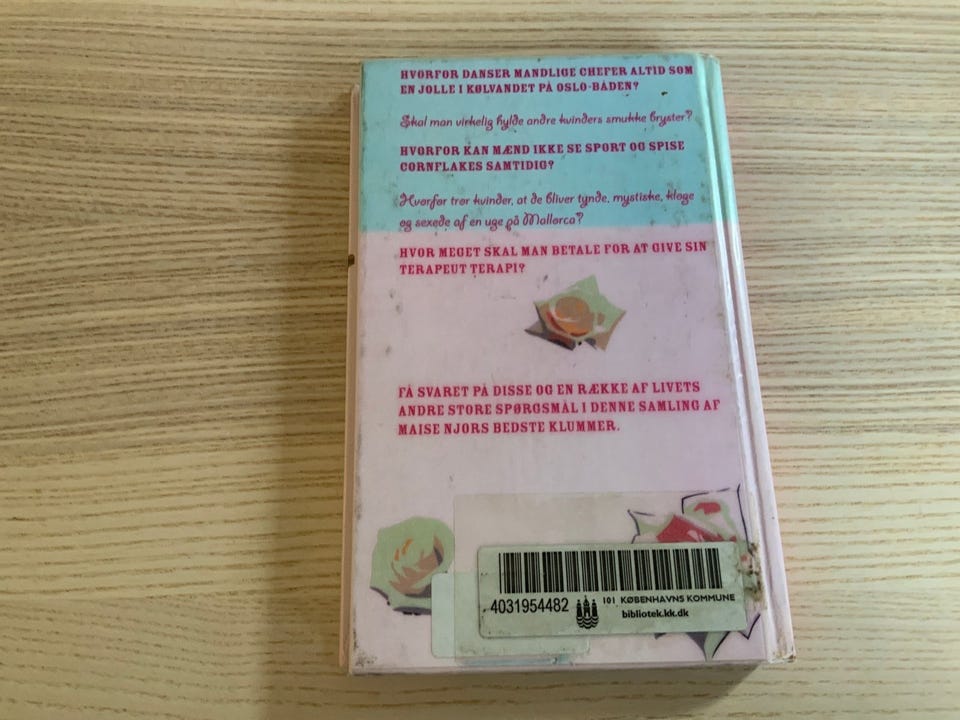 HVORFOR DANSER MANDLIGE CHEFER ALTID SOM
EN JOLLE I KØLVANDET PÅ OSLO-BÅDEN?
Skal man virkelig hylde andre kvinders smukke bryster?
HVORFOR KAN MÆND IKKE SE SPORT OG SPISE
CORNFLAKES SAMTIDIG?
Hvorfor tror kvinder, at de bliver tynde, mystiske, kloge
og sexede af en uge på Mallorca?
HVOR MEGET SKAL MAN BETALE FOR AT GIVE SIN
TERAPEUT TERAPI?
FÅ SVARET PÅ DISSE OG EN RÆKKE AF LIVETS
ANDRE STORE SPØRGSMÅL I DENNE SAMLING AF
MAISE NJORS BEDSTE KLUMMER.
4031954482
101 KØBENHAVNS KOMMUNE
bibliotek.kk.dk